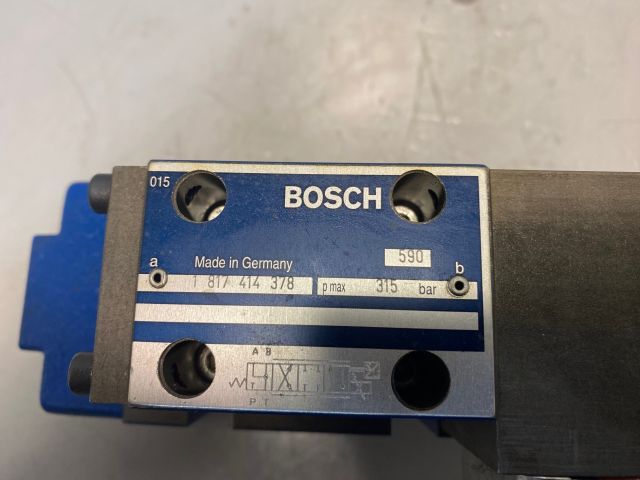 015
BOSCH
590
a
Made in Germany
b
1 817 414 378
p max
315 bar
A B
P T